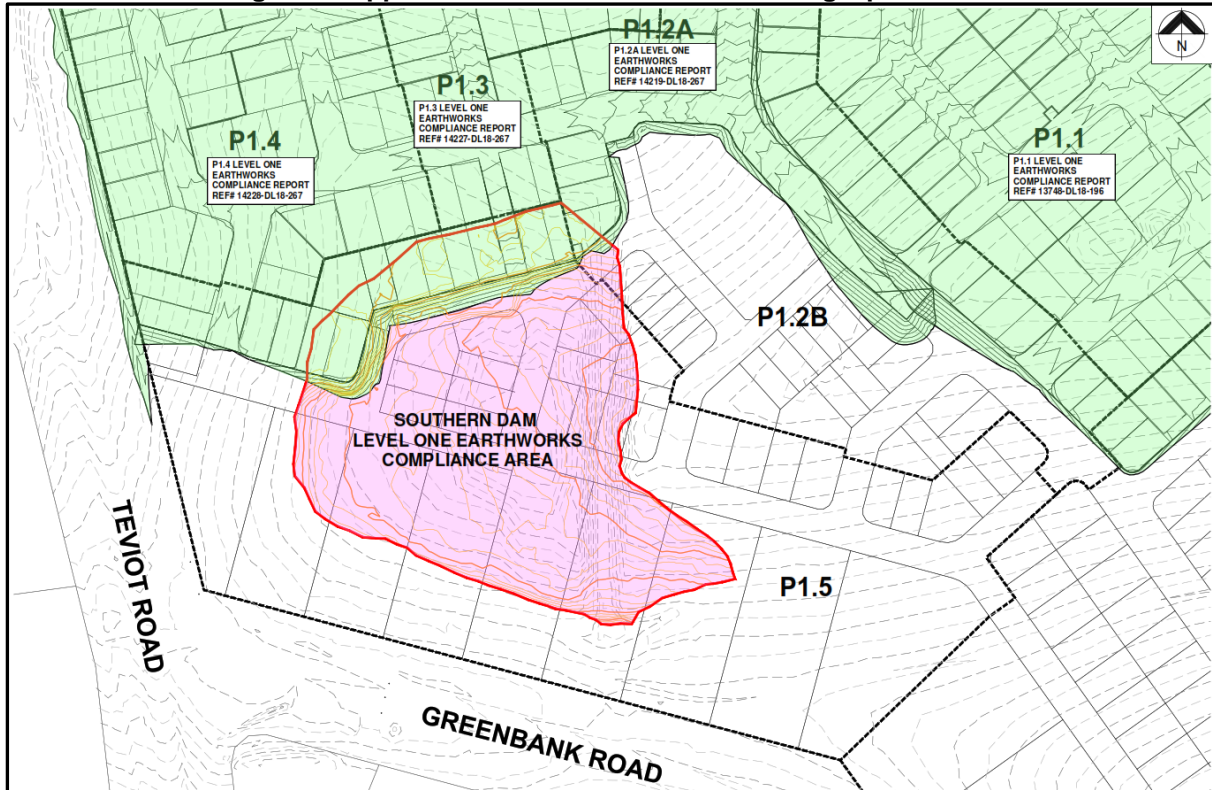 P1.2A
P1.2A LEVEL ONE
EARTHWORKS
COMPLIANCE REPORT
REF# 14219-DL18-267
N
P1.3
P1.3 LEVEL ONE
EARTHWORKS
COMPLIANCE REPORT
REF# 14227-DL18-267
P1.4
P1.4 LEVEL ONE
EARTHWORKS
COMPLIANCE REPORT
REF# 14228-DL18-267
P1.1
P1.1 LEVEL ONE
EARTHWORKS
COMPLIANCE REPORT
REF# 13748-DL18-196
P1.2B
SOUTHERN DAM
LEVEL ONE EARTHWORKS
COMPLIANCE AREA
P1.5
TEVIOT ROAD
GREENBANK ROAD